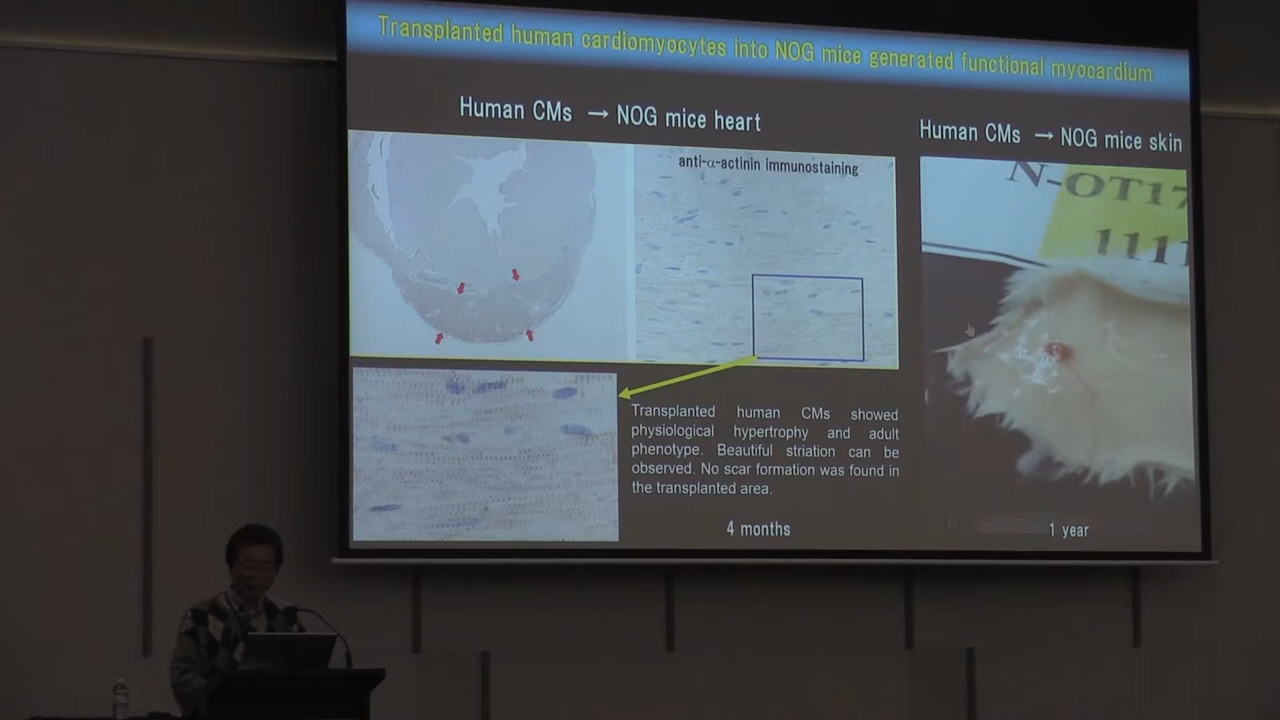 Transplanted human cardiomyocytes into NOG mice generated functional myocardium
Human CMs → NOG mice heart
Human CMs → NOG mice skin
anti-α-actinin immunostaining
N-OT17
1111
Transplanted human CMs showed
physiological hypertrophy and adult
phenotype. Beautiful striation can be
observed. No scar formation was found in
the transplanted area.
4 months
1 year